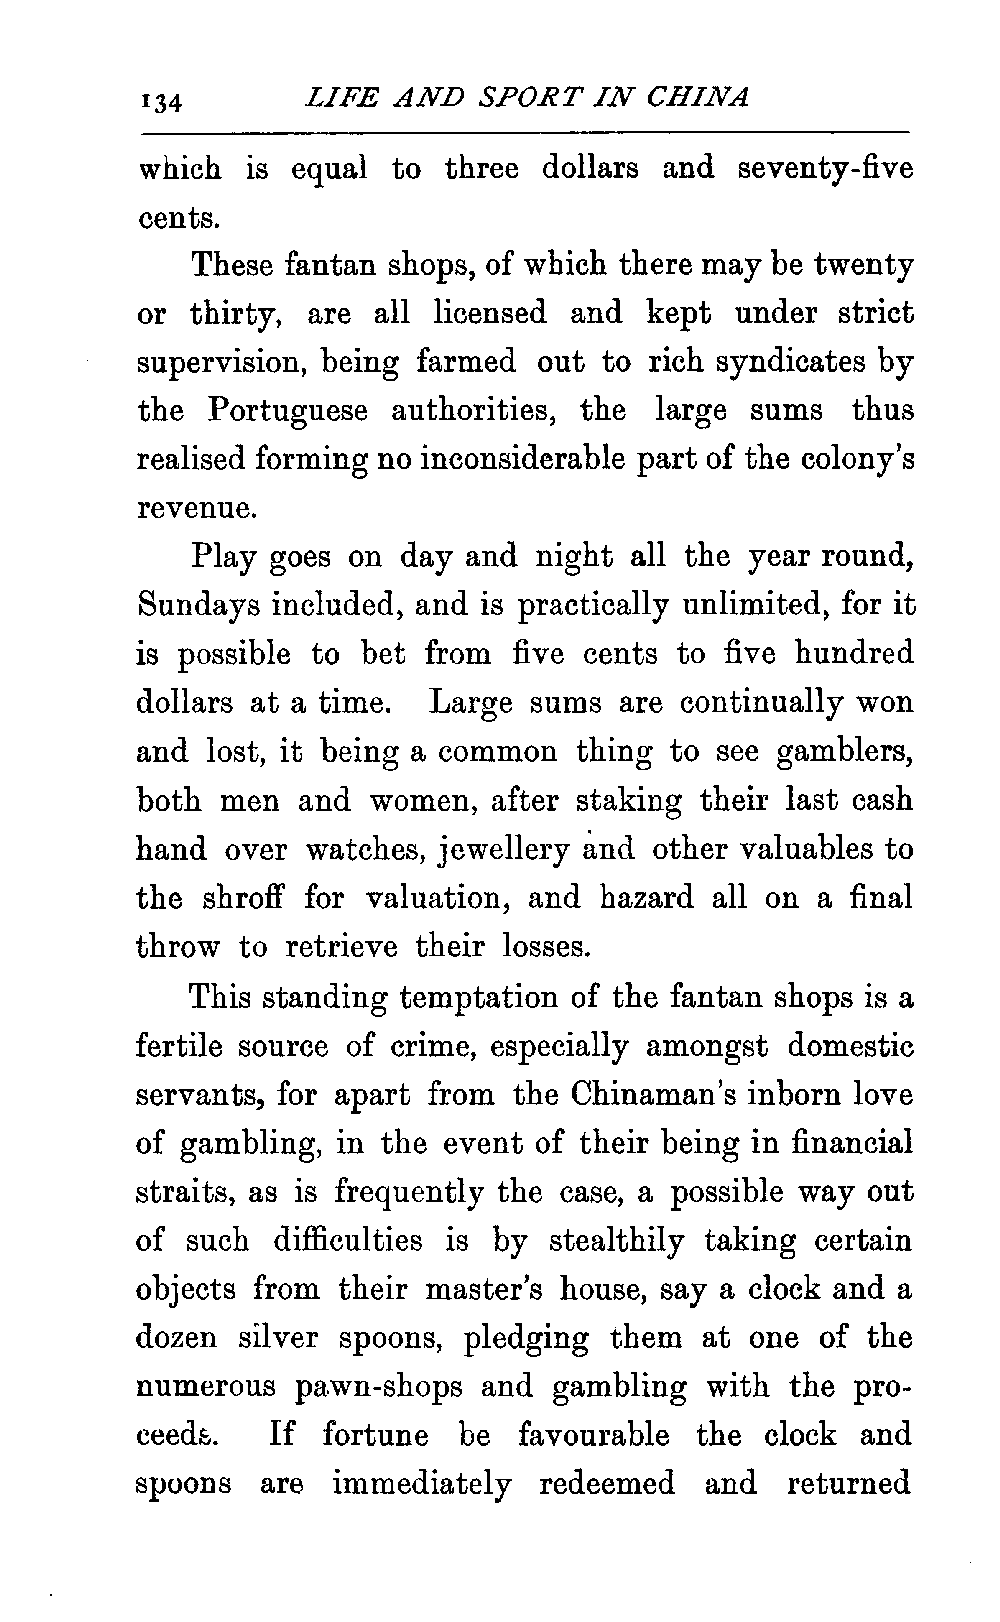 134 LIFE AND SPORT IN CHINA
which is equal to three dollars and seventy-five
cents.
These fantan shops, of which there may be twenty
or thirty, are all licensed and kept under strict
supervision, being farmed out to rich syndicates by
the Portuguese authorities, the large sums thus
realised forming no inconsiderable part of the colony's
revenue.
Play goes on day and night all the year round,
Sundays included, and is practically unlimited, for it
is possible to bet from five cents to five hundred
dollars at a time. Large sums are continually won
and lost, it being a common thing to see gamblers,
both men and women, after staking their last cash
hand over watches, jewellery and other valuables to
the shroff for valuation, and hazard all on a final
throw to retrieve their losses.
This standing temptation of the fantan shops is a
fertile source of crime, especially amongst domestic
servants, for apart from the Chinaman's inborn love
of gambling, in the event of their being in financial
straits, as is frequently the case, a possible way out
of such difficulties is by stealthily taking certain
objects from their master's house, say a clock and a
dozen silver spoons, pledging them at one of the
numerous pawn-shops and gambling with the pro-
ceeds. If fortune be favourable the clock and
spoons are immediately redeemed and returned